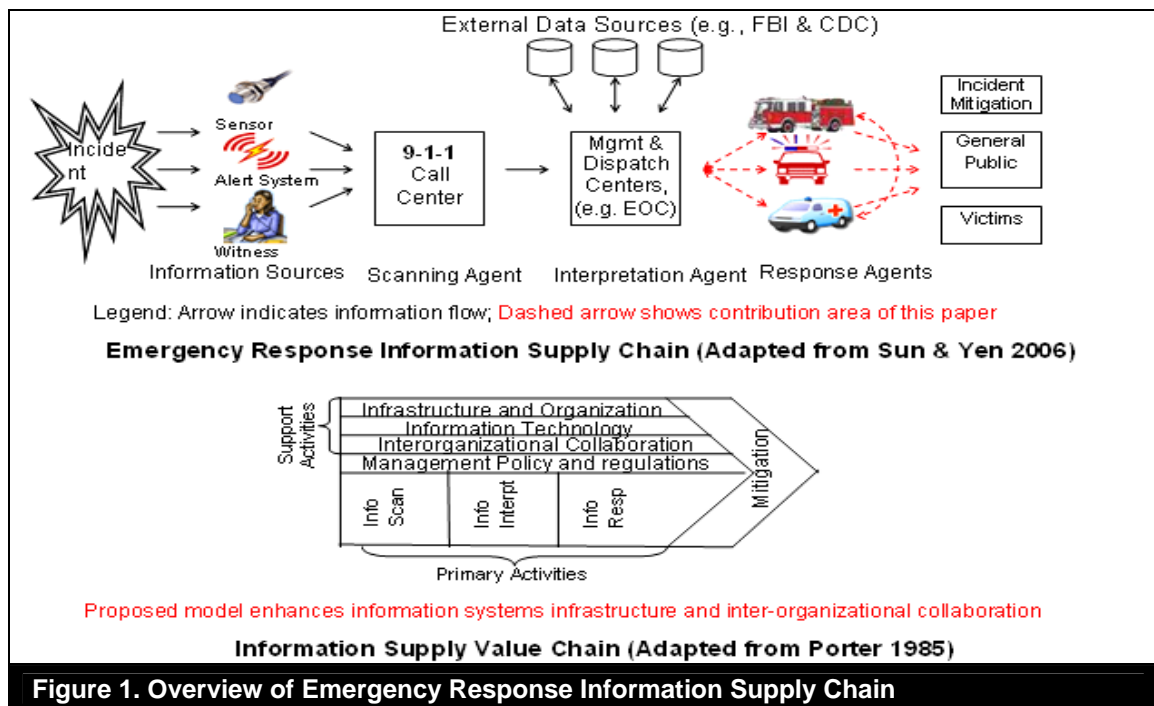 External Data Sources (e.g., FBI & CDC)
Incide
nt
Sensor
Alert System
Witness
9-1-1
Call
Center
Mgmt &
Dispatch
Centers,
(e.g. EOC)
Incident
Mitigation
General
Public
Victims
Information Sources
Scanning Agent
Interpretation Agent
Response Agents
Legend: Arrow indicates information flow; Dashed arrow shows contribution area of this paper
Emergency Response Information Supply Chain (Adapted from Sun & Yen 2006)
Support
Activities
Infrastructure and Organization
Information Technology
Interorganizational Collaboration
Management Policy and regulations
Info
Scan
Info
Interpt
Info
Resp
Mitigation
Primary Activities
Proposed model enhances information systems infrastructure and inter-organizational collaboration
Information Supply Value Chain (Adapted from Porter 1985)
Figure 1. Overview of Emergency Response Information Supply Chain